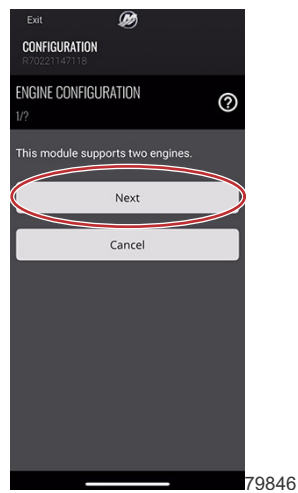 Exit
CONFIGURATION
R70221147118
ENGINE CONFIGURATION
1/?
This module supports two engines.
Next
Cancel
79846